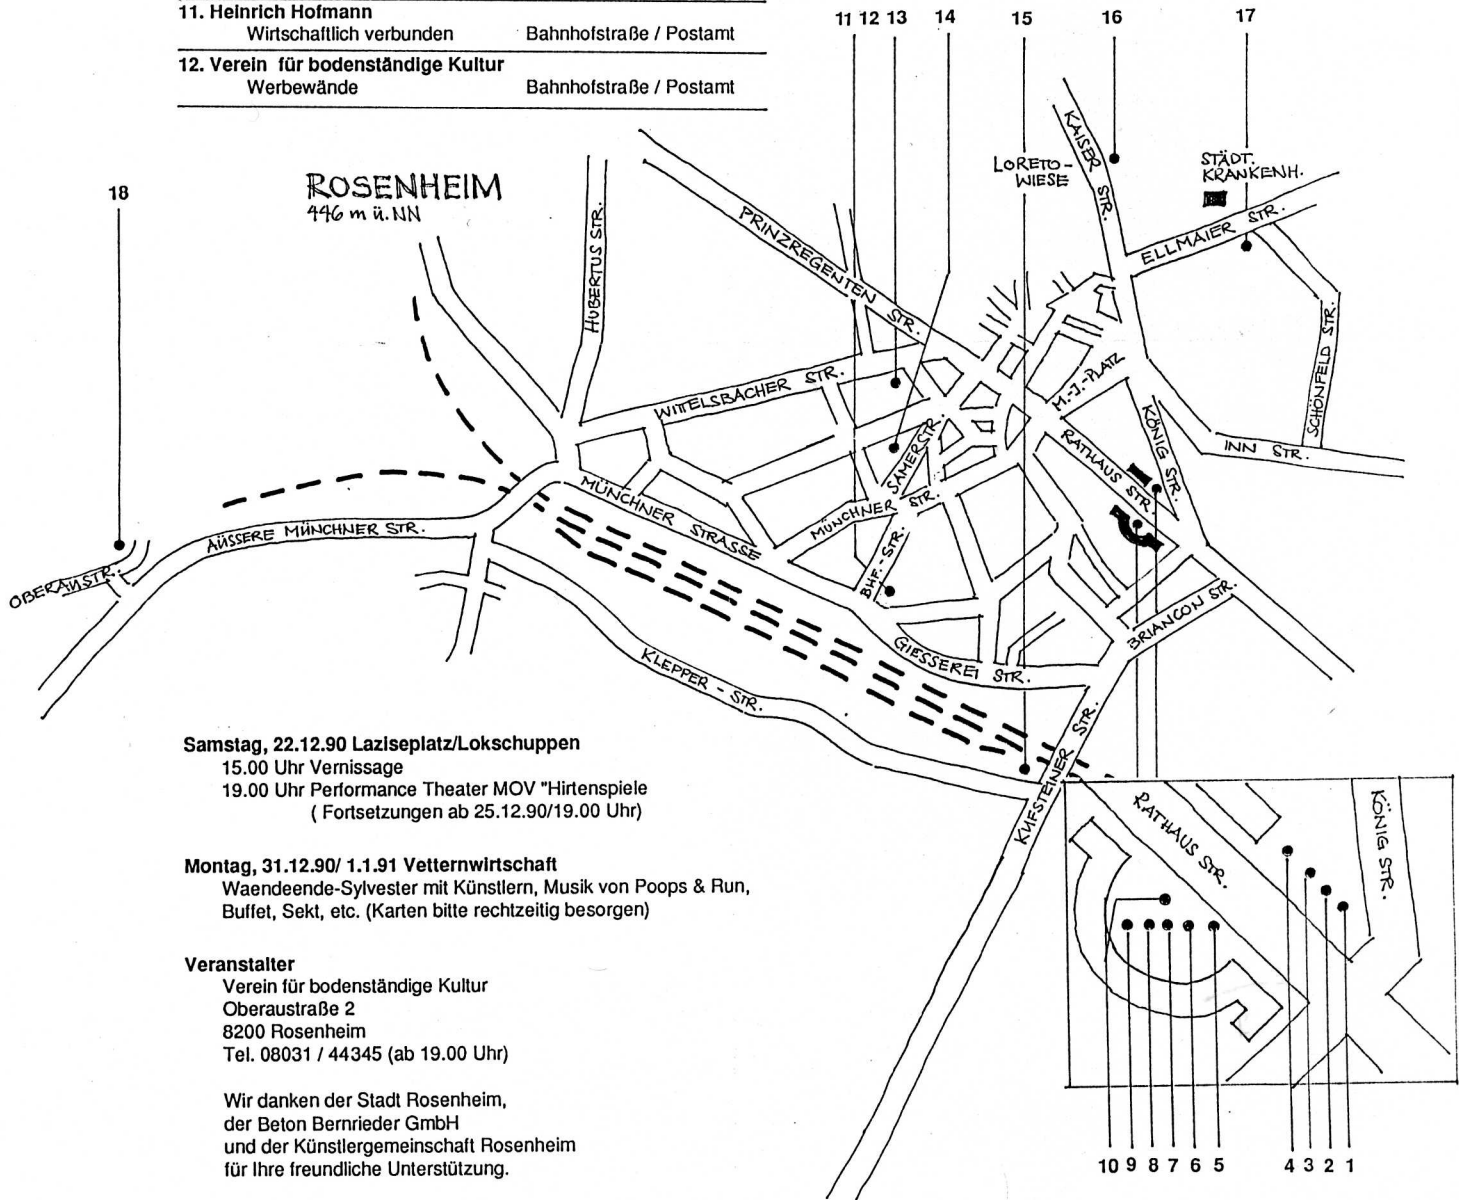 11. Heinrich Hofmann
Wirtschaftlich verbunden Bahnhofstraße / Postamt
12. Verein für bodenständige Kultur
Werbewände Bahnhofstraße / Postamt
11 12 13 14 15 16 17
18
ROSENHEIM
446 m ü.NN
HUBERTUS STR.
PRINZREGENTEN STR.
LORETO-
WIESE
KAISER STR.
STÄDT.
KRANKENH.
ELLMAIER STR.
SCHÖNFELD STR.
WITTELSBACHER STR.
M.-J.-PLATZ
KÖNIG STR.
INN STR.
RATHAUS STR.
SAMERSTR.
MÜNCHNER STR.
MÜNCHNER STRASSE
BHF.-STR.
ÄUSSERE MÜNCHNER STR.
OBERAUSTR.
BRIANCON STR.
GIESSEREI STR.
KLEPPER-STR.
KUFSTEINER STR.
Samstag, 22.12.90 Laziseplatz/Lokschuppen
15.00 Uhr Vernissage
19.00 Uhr Performance Theater MOV "Hirtenspiele
( Fortsetzungen ab 25.12.90/19.00 Uhr)
Montag, 31.12.90/ 1.1.91 Vetternwirtschaft
Waendeende-Sylvester mit Künstlern, Musik von Poops & Run,
Buffet, Sekt, etc. (Karten bitte rechtzeitig besorgen)
Veranstalter
Verein für bodenständige Kultur
Oberaustraße 2
8200 Rosenheim
Tel. 08031 / 44345 (ab 19.00 Uhr)
Wir danken der Stadt Rosenheim,
der Beton Bernrieder GmbH
und der Künstlergemeinschaft Rosenheim
für Ihre freundliche Unterstützung.
RATHAUS STR.
KÖNIG STR.
10 9 8 7 6 5 4 3 2 1